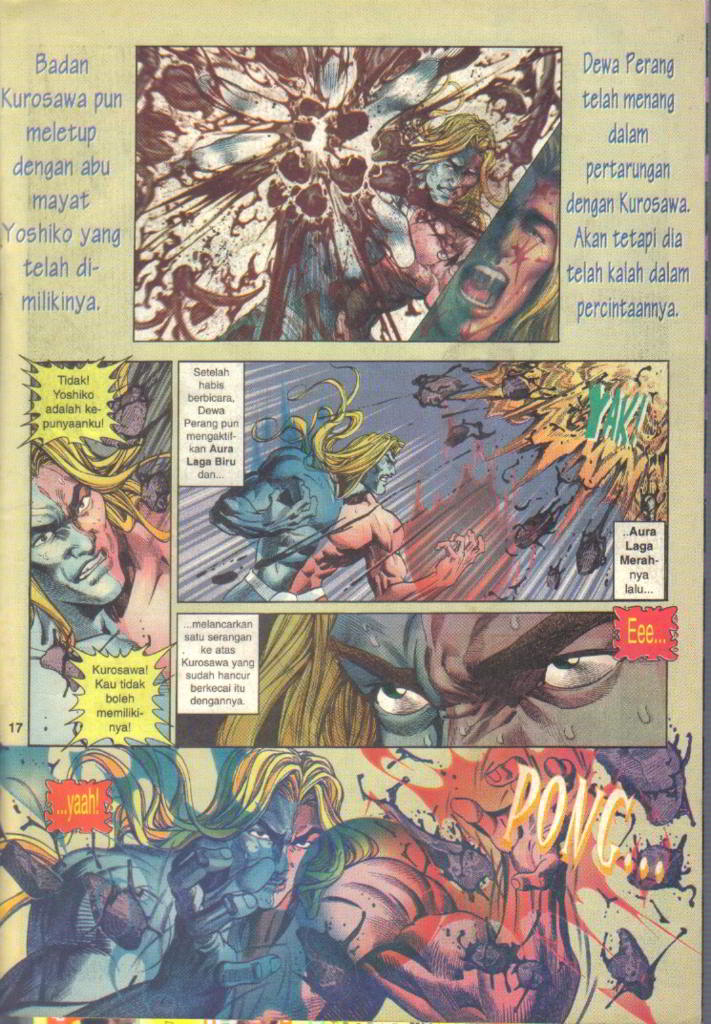 Badan
Kurosawa pun
meletup
dengan abu
mayat
Yoshiko yang
telah di-
milikinya.
Dewa Perang
telah menang
dalam
pertarungan
dengan Kurosawa.
Akan tetapi dia
telah kalah dalam
percintaannya.
Tidak!
Yoshiko
adalah ke-
punyaanku!
Kurosawa!
Kau tidak
boleh
memiliki-
nya!
Setelah
habis
berbicara,
Dewa
Perang pun
mengaktif-
kan Aura
Laga Biru
dan...
YAK!
..Aura
Laga
Merah-
nya
lalu...
...melancarkan
satu serangan
ke atas
Kurosawa yang
sudah hancur
berkecai itu
dengannya.
Eee...
17
...yaah!
PONG...